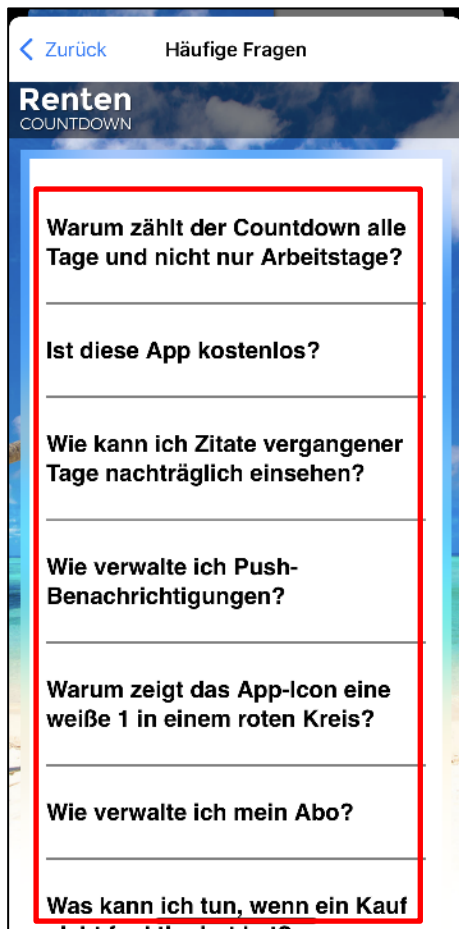 Zurück
Häufige Fragen
Renten
COUNTDOWN
Warum zählt der Countdown alle
Tage und nicht nur Arbeitstage?
Ist diese App kostenlos?
Wie kann ich Zitate vergangener
Tage nachträglich einsehen?
Wie verwalte ich Push-
Benachrichtigungen?
Warum zeigt das App-Icon eine
weiße 1 in einem roten Kreis?
Wie verwalte ich mein Abo?
Was kann ich tun, wenn ein Kauf